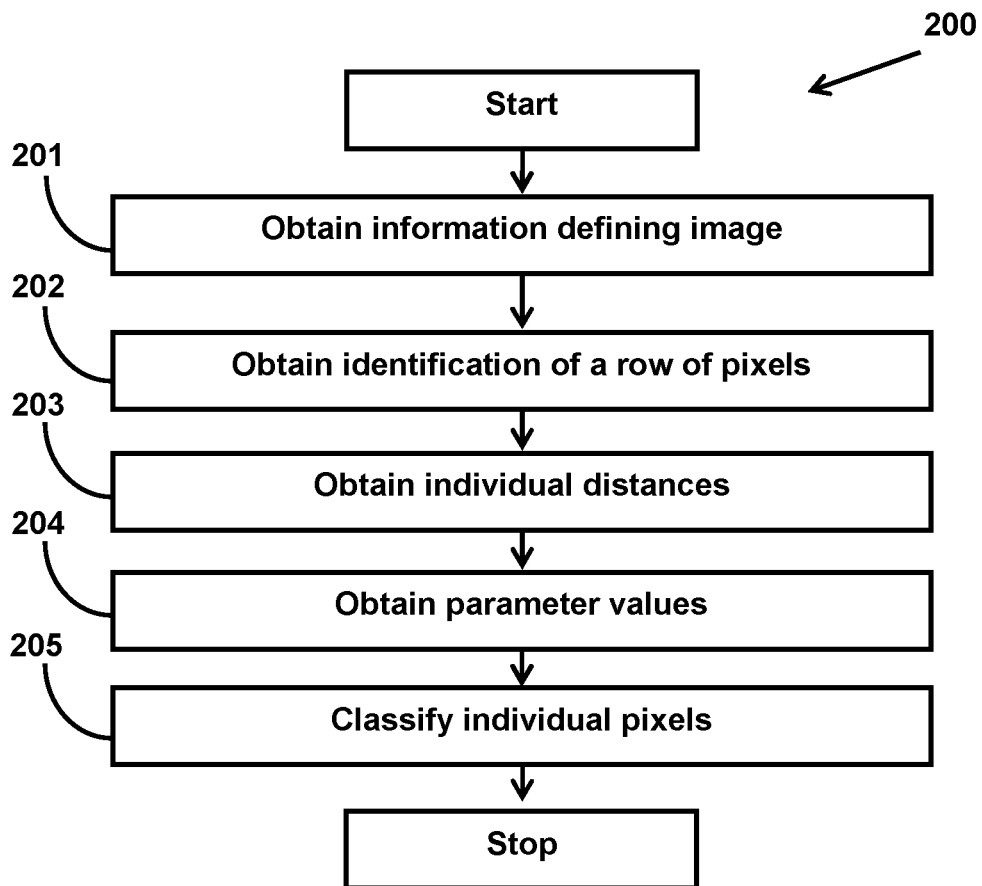 200
Start
201
Obtain information defining image
202
Obtain identification of a row of pixels
203
Obtain individual distances
204
Obtain parameter values
205
Classify individual pixels
Stop